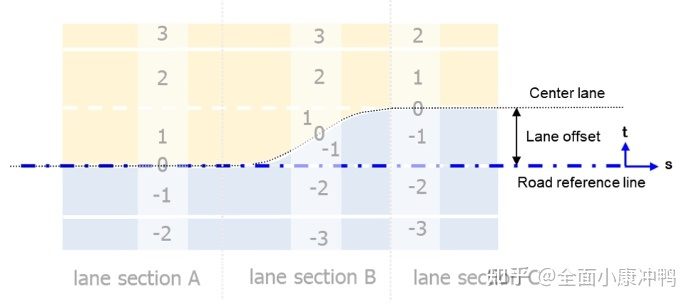 3
3
2
2
2
1
Center lane
1
1
0
0
-1
Lane offset
t
-1
0
s
Road reference line
-1
-2
-2
-2
-3
-3
lane section A
lane section B
lane section C
知乎 @全面小康冲鸭